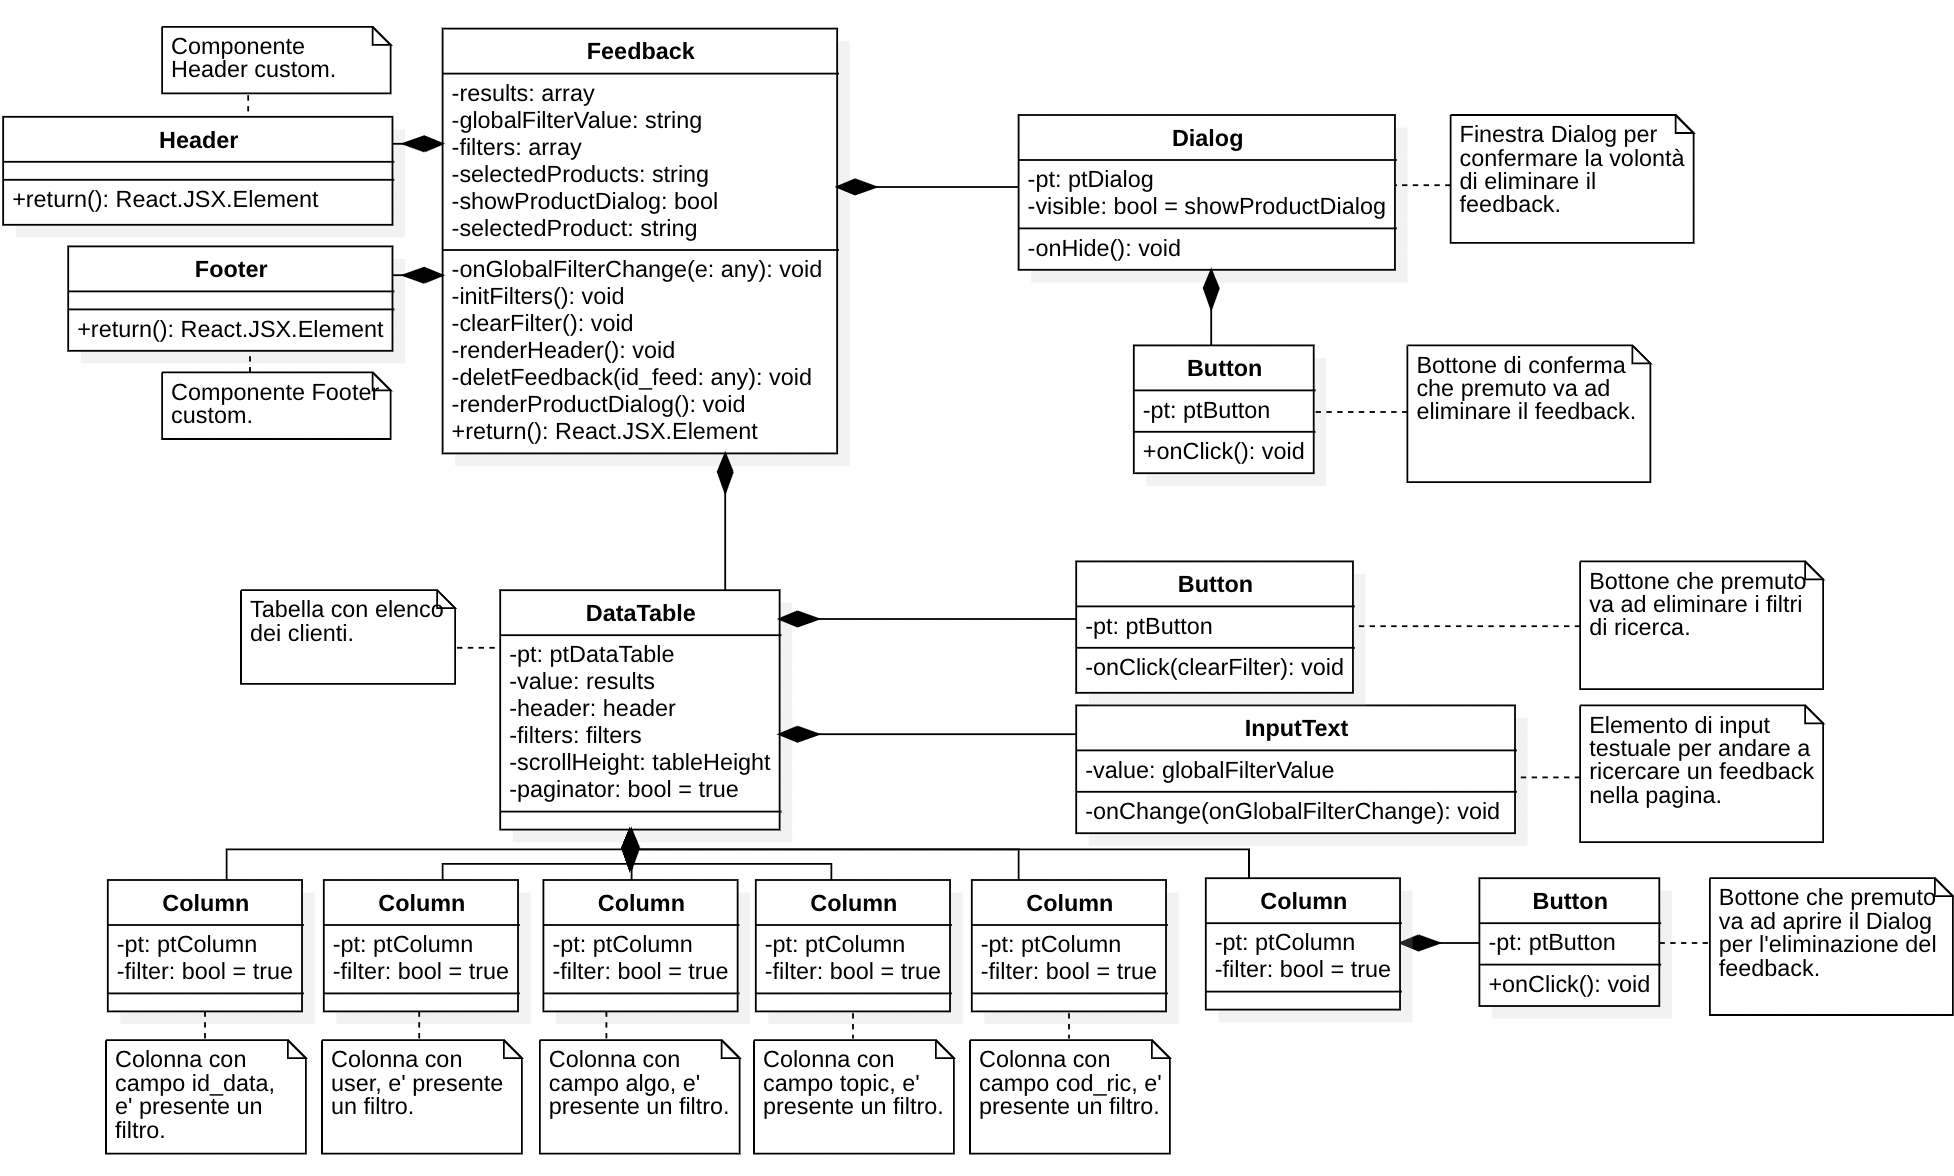 Componente
Header custom.
Header
+return(): React.JSX.Element
Footer
+return(): React.JSX.Element
Componente Footer
custom.
Feedback
-results: array
-globalFilterValue: string
-filters: array
-selectedProducts: string
-showProductDialog: bool
-selectedProduct: string
-onGlobalFilterChange(e: any): void
-initFilters(): void
-clearFilter(): void
-renderHeader(): void
-deletFeedback(id_feed: any): void
-renderProductDialog(): void
+return(): React.JSX.Element
Dialog
-pt: ptDialog
-visible: bool = showProductDialog
-onHide(): void
Finestra Dialog per
confermare la volontà
di eliminare il
feedback.
Button
-pt: ptButton
+onClick(): void
Bottone di conferma
che premuto va ad
eliminare il feedback.
Tabella con elenco
dei clienti.
DataTable
-pt: ptDataTable
-value: results
-header: header
-filters: filters
-scrollHeight: tableHeight
-paginator: bool = true
Button
-pt: ptButton
-onClick(clearFilter): void
Bottone che premuto
va ad eliminare i filtri
di ricerca.
InputText
-value: globalFilterValue
-onChange(onGlobalFilterChange): void
Elemento di input
testuale per andare a
ricercare un feedback
nella pagina.
Column
-pt: ptColumn
-filter: bool = true
Column
-pt: ptColumn
-filter: bool = true
Column
-pt: ptColumn
-filter: bool = true
Column
-pt: ptColumn
-filter: bool = true
Column
-pt: ptColumn
-filter: bool = true
Column
-pt: ptColumn
-filter: bool = true
Button
-pt: ptButton
+onClick(): void
Bottone che premuto
va ad aprire il Dialog
per l'eliminazione del
feedback.
Colonna con
campo id_data,
e' presente un
filtro.
Colonna con
user, e' presente
un filtro.
Colonna con
campo algo, e'
presente un filtro.
Colonna con
campo topic, e'
presente un filtro.
Colonna con
campo cod_ric, e'
presente un filtro.